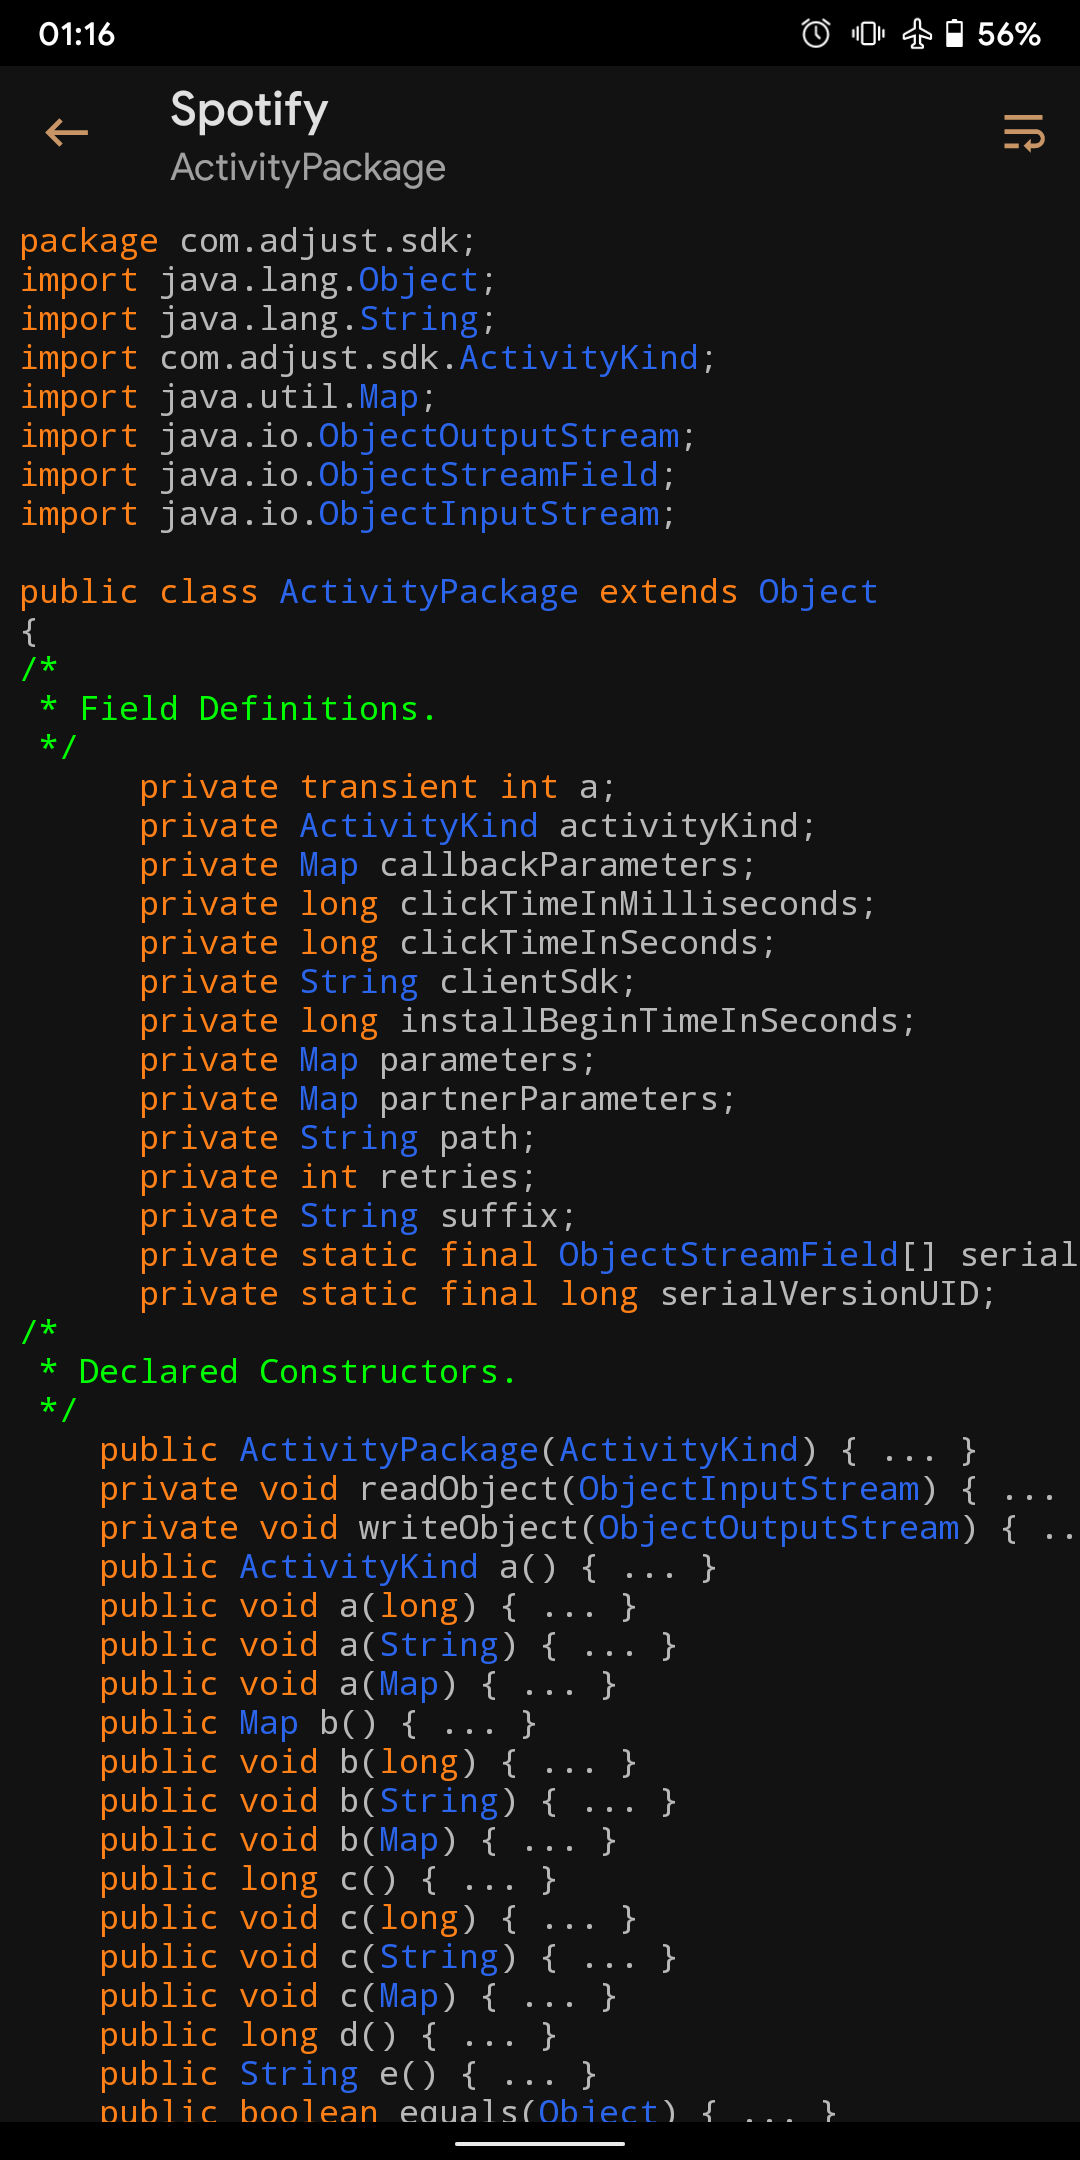 01:16
56%
Spotify
ActivityPackage
package com.adjust.sdk;
import java.lang.Object;
import java.lang.String;
import com.adjust.sdk.ActivityKind;
import java.util.Map;
import java.io.ObjectOutputStream;
import java.io.ObjectStreamField;
import java.io.ObjectInputStream;
public class ActivityPackage extends Object
{
/*
* Field Definitions.
*/
private transient int a;
private ActivityKind activityKind;
private Map callbackParameters;
private long clickTimeInMilliseconds;
private long clickTimeInSeconds;
private String clientSdk;
private long installBeginTimeInSeconds;
private Map parameters;
private Map partnerParameters;
private String path;
private int retries;
private String suffix;
private static final ObjectStreamField[] serial
private static final long serialVersionUID;
/*
* Declared Constructors.
*/
public ActivityPackage(ActivityKind) { ... }
private void readObject(ObjectInputStream) { ...
private void writeObject(ObjectOutputStream) { ..
public ActivityKind a() { ... }
public void a(long) { ... }
public void a(String) { ... }
public void a(Map) { ... }
public Map b() { ... }
public void b(long) { ... }
public void b(String) { ... }
public void b(Map) { ... }
public long c() { ... }
public void c(long) { ... }
public void c(String) { ... }
public void c(Map) { ... }
public long d() { ... }
public String e() { ... }
public boolean equals(Object) { ... }